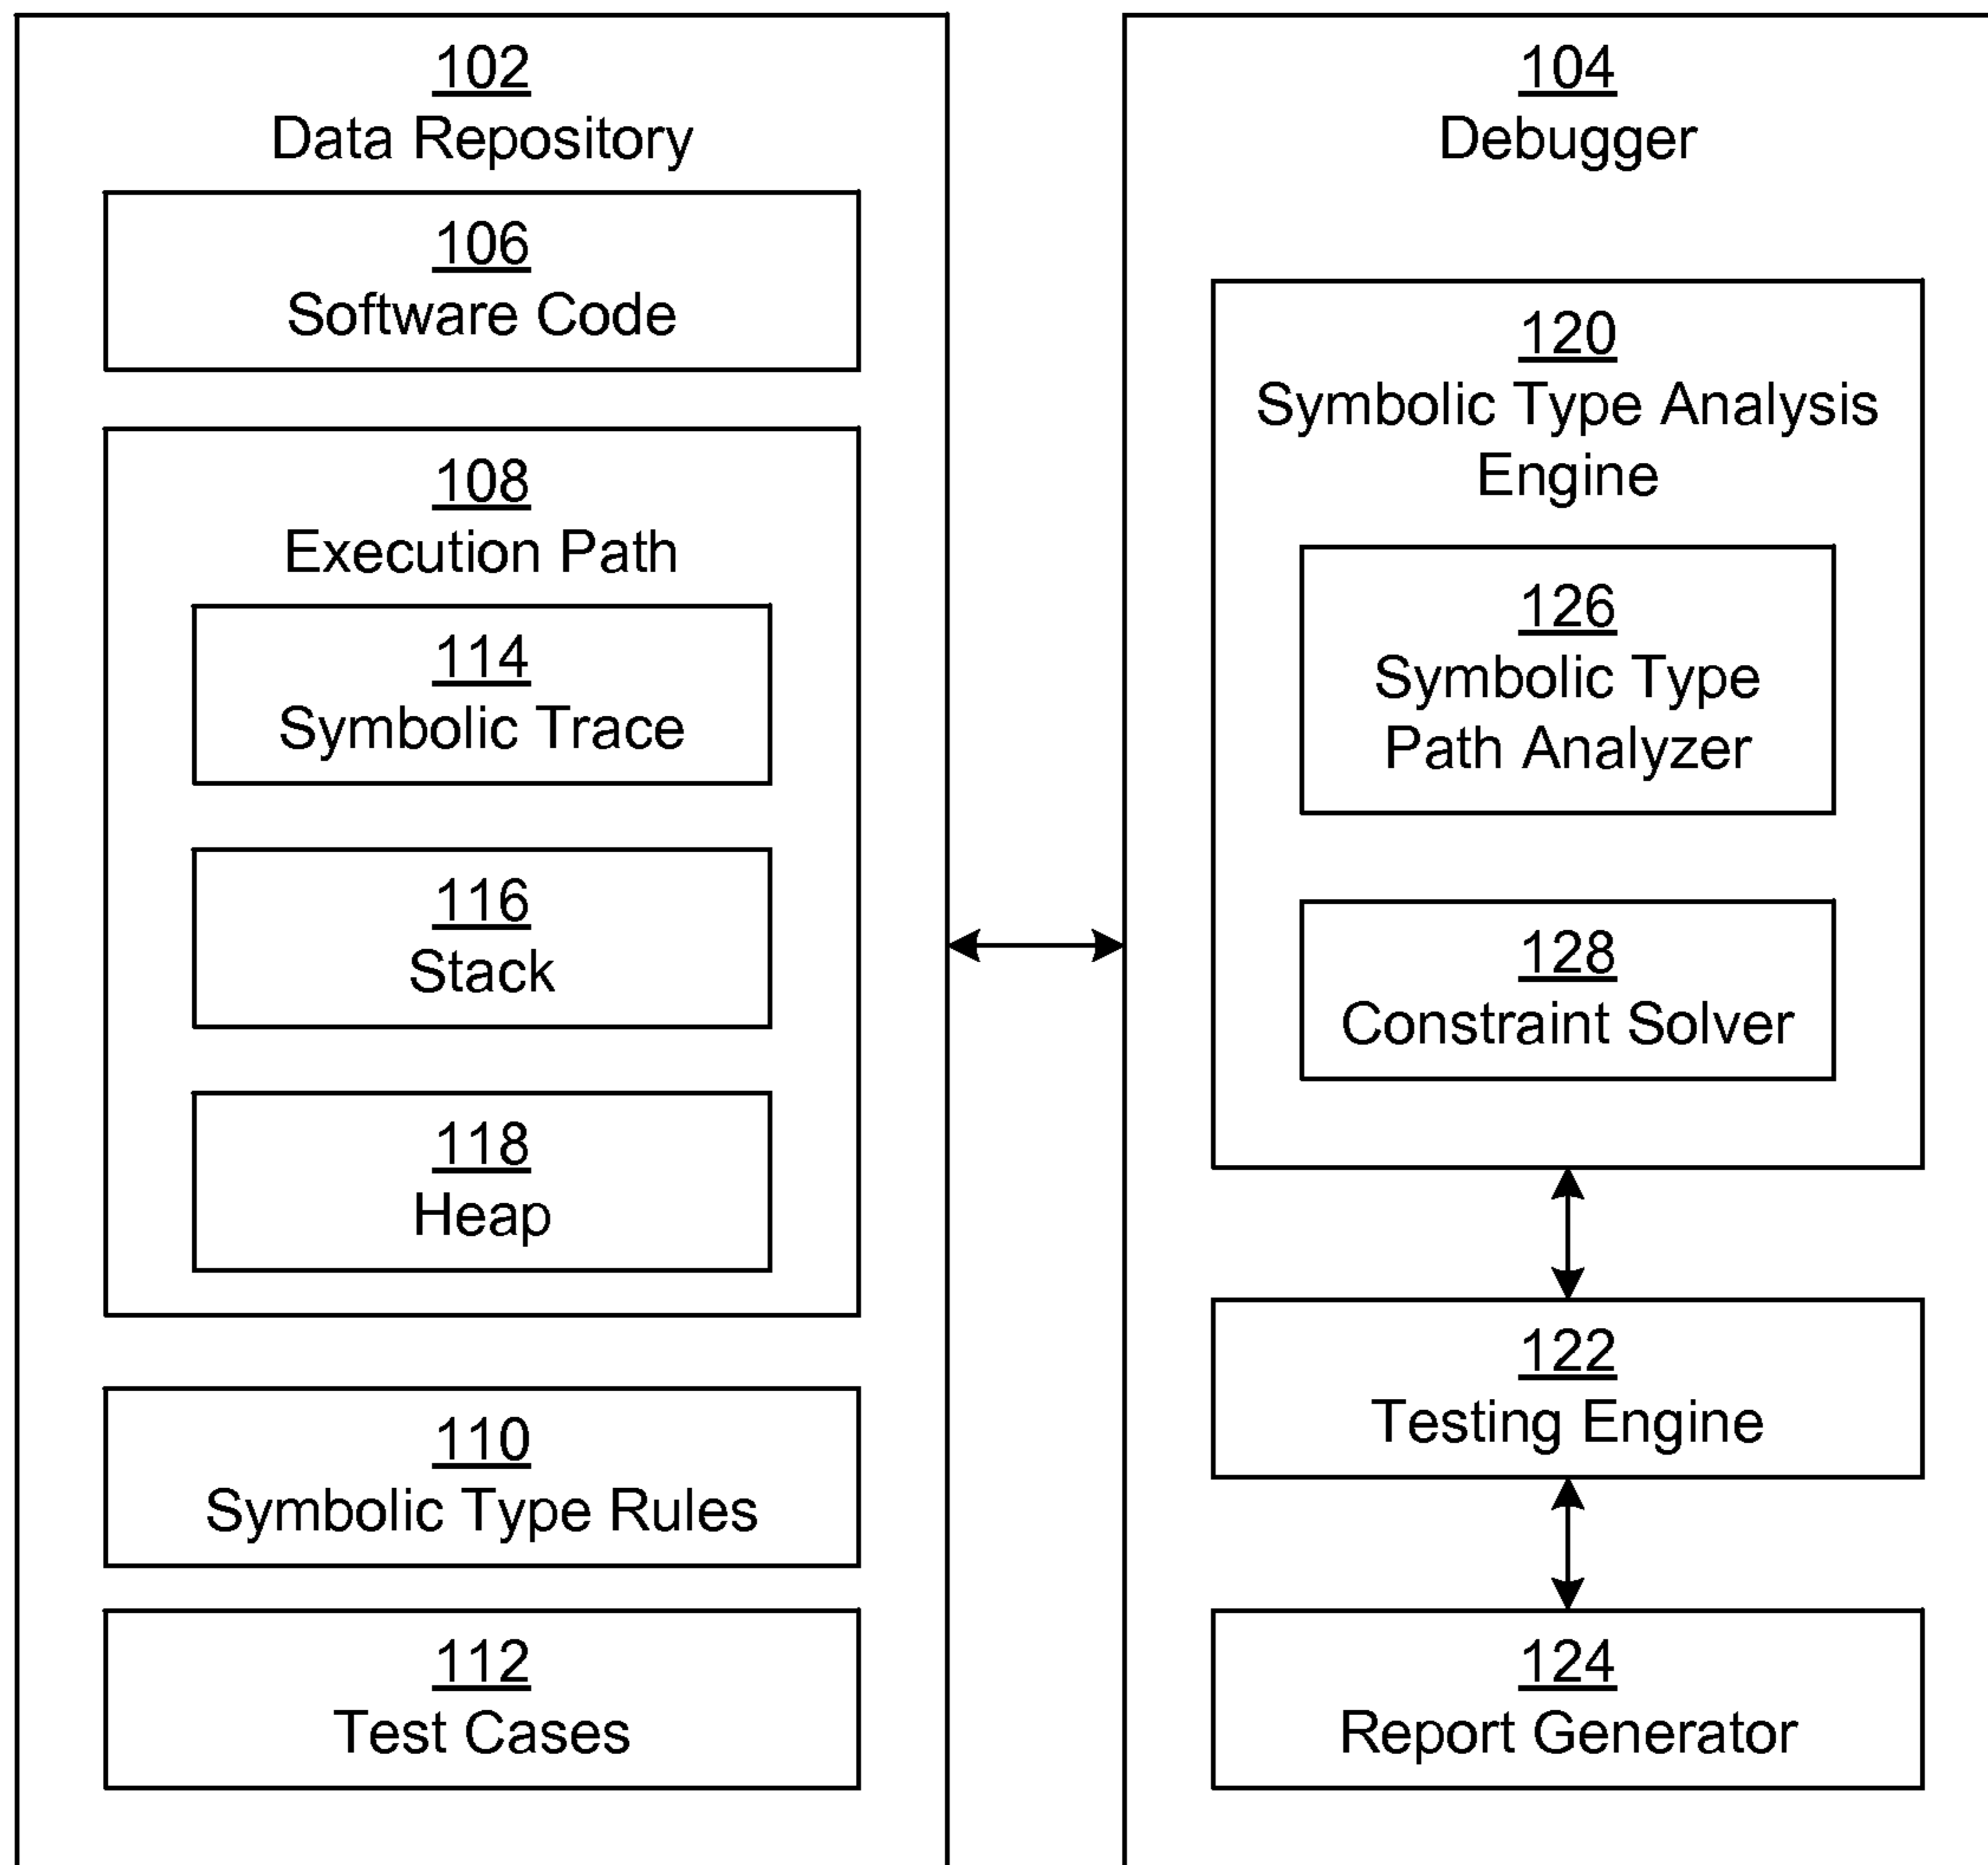 102
Data Repository
106
Software Code
108
Execution Path
114
Symbolic Trace
116
Stack
118
Heap
110
Symbolic Type Rules
112
Test Cases
104
Debugger
120
Symbolic Type Analysis
Engine
126
Symbolic Type
Path Analyzer
128
Constraint Solver
122
Testing Engine
124
Report Generator